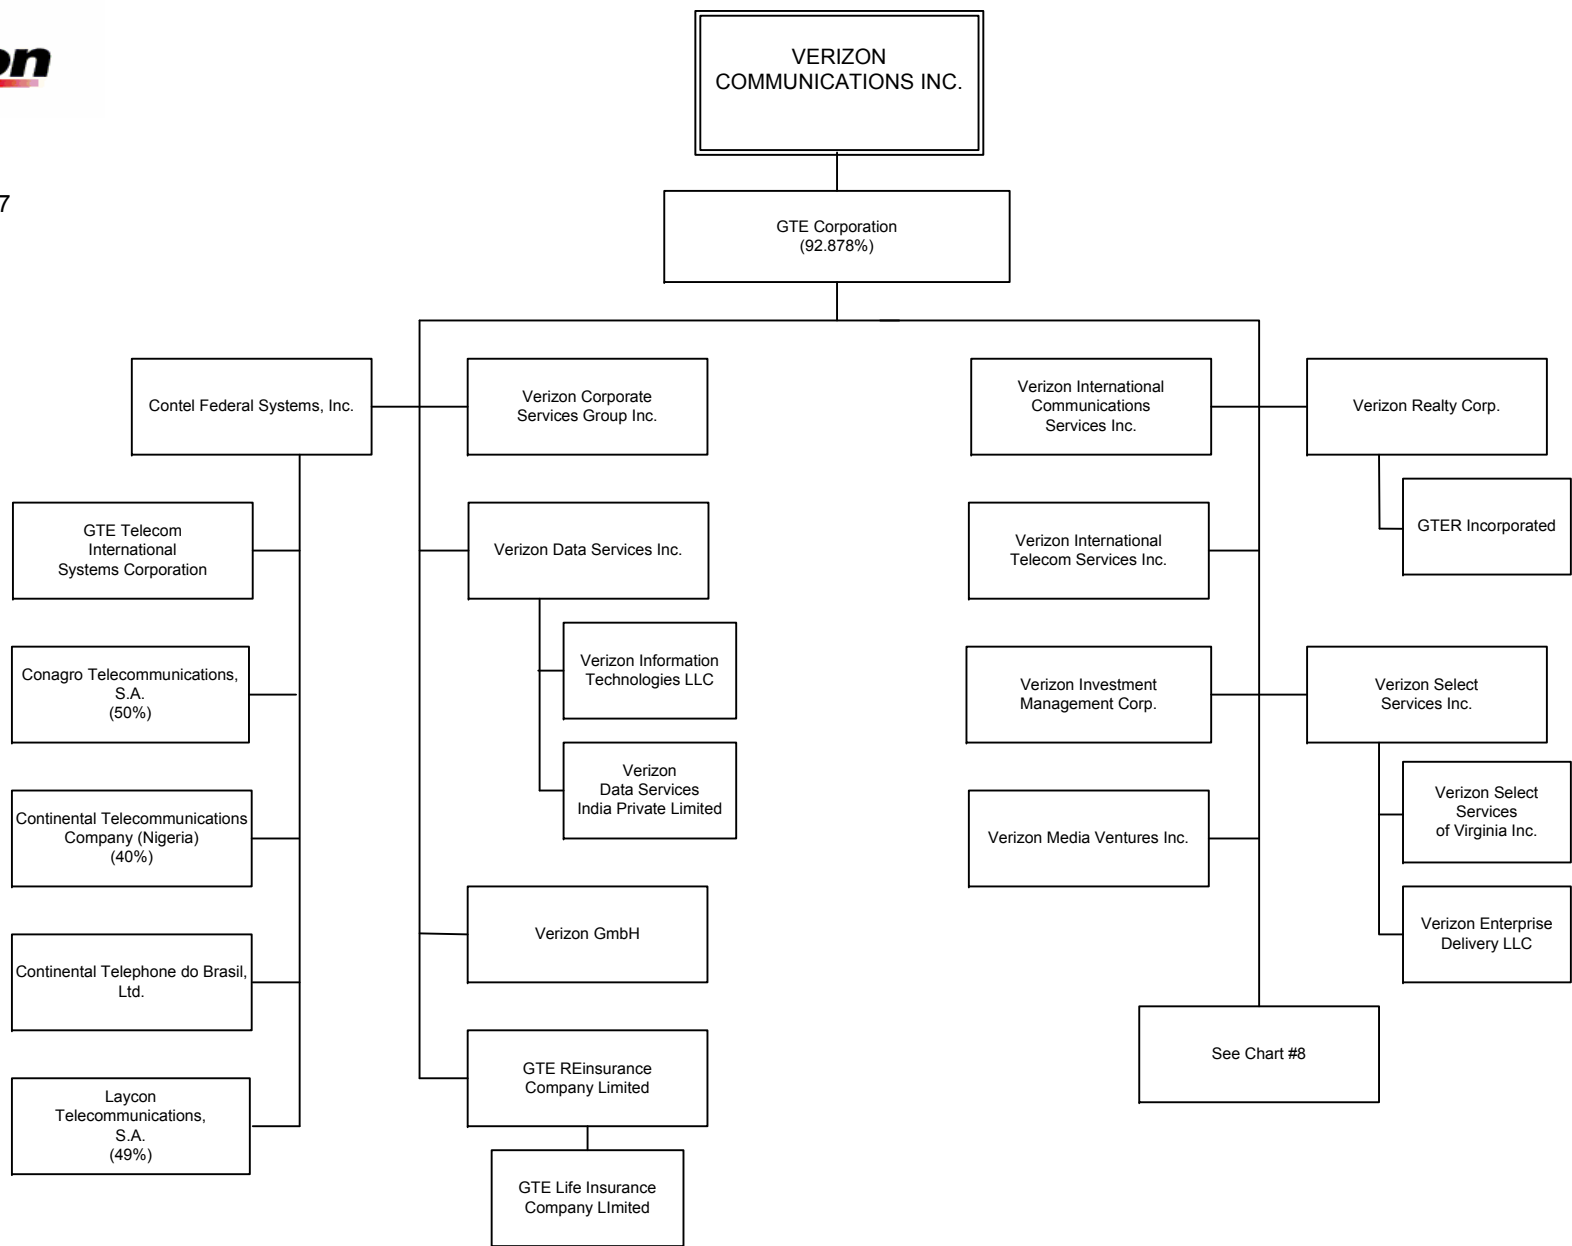 on
7
VERIZON
COMMUNICATIONS INC.
GTE Corporation
(92.878%)
Contel Federal Systems, Inc.
Verizon Corporate
Services Group Inc.
Verizon International
Communications
Services Inc.
Verizon Realty Corp.
GTE Telecom
International
Systems Corporation
Verizon Data Services Inc.
Verizon International
Telecom Services Inc.
GTER Incorporated
Conagro Telecommunications,
S.A.
(50%)
Verizon Information
Technologies LLC
Verizon Investment
Management Corp.
Verizon Select
Services Inc.
Continental Telecommunications
Company (Nigeria)
(40%)
Verizon
Data Services
India Private Limited
Verizon Media Ventures Inc.
Verizon Select
Services
of Virginia Inc.
Continental Telephone do Brasil,
Ltd.
Verizon GmbH
Verizon Enterprise
Delivery LLC
Laycon
Telecommunications,
S.A.
(49%)
GTE REinsurance
Company Limited
See Chart #8
GTE Life Insurance
Company LImited